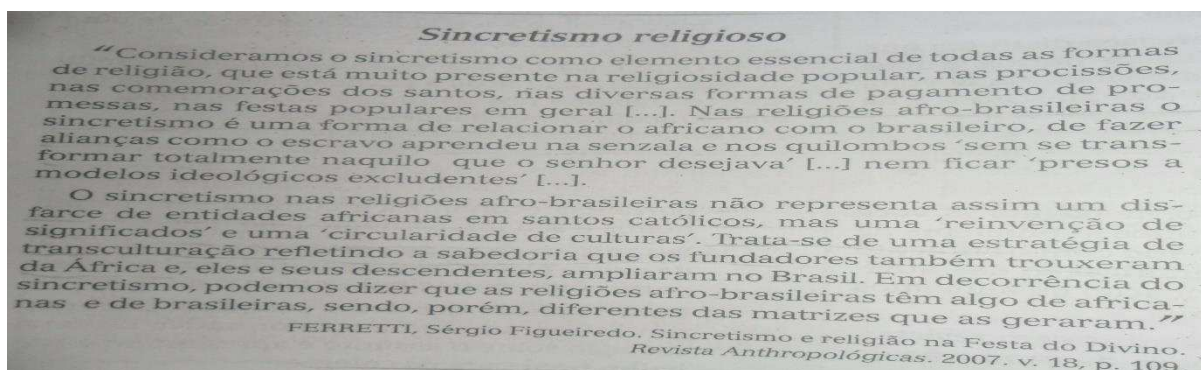 Sincretismo religioso
“Consideramos o sincretismo como elemento essencial de todas as formas
de religião, que está muito presente na religiosidade popular, nas procissões,
nas comemorações dos santos, nas diversas formas de pagamento de pro-
messas, nas festas populares em geral [...]. Nas religiões afro-brasileiras o
sincretismo é uma forma de relacionar o africano com o brasileiro, de fazer
alianças como o escravo aprendeu na senzala e nos quilombos ‘sem se trans-
formar totalmente naquilo que o senhor desejava’ [...] nem ficar ‘presos a
modelos ideológicos excludentes’ [...].
O sincretismo nas religiões afro-brasileiras não representa assim um dis-
farce de entidades africanas em santos católicos, mas uma ‘reinvenção de
significados’ e uma ‘circularidade de culturas’. Trata-se de uma estratégia de
transculturação refletindo a sabedoria que os fundadores também trouxeram
da África e, eles e seus descendentes, ampliaram no Brasil. Em decorrência do
sincretismo, podemos dizer que as religiões afro-brasileiras têm algo de africa-
nas e de brasileiras, sendo, porém, diferentes das matrizes que as geraram.”
FERRETTI, Sérgio Figueiredo. Sincretismo e religião na Festa do Divino.
Revista Anthropológicas. 2007. v. 18, p. 109